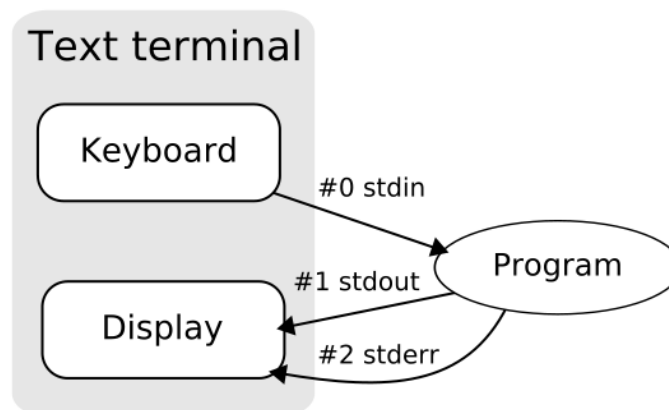 Text terminal
Keyboard
#0 stdin
Program
#1 stdout
Display
#2 stderr